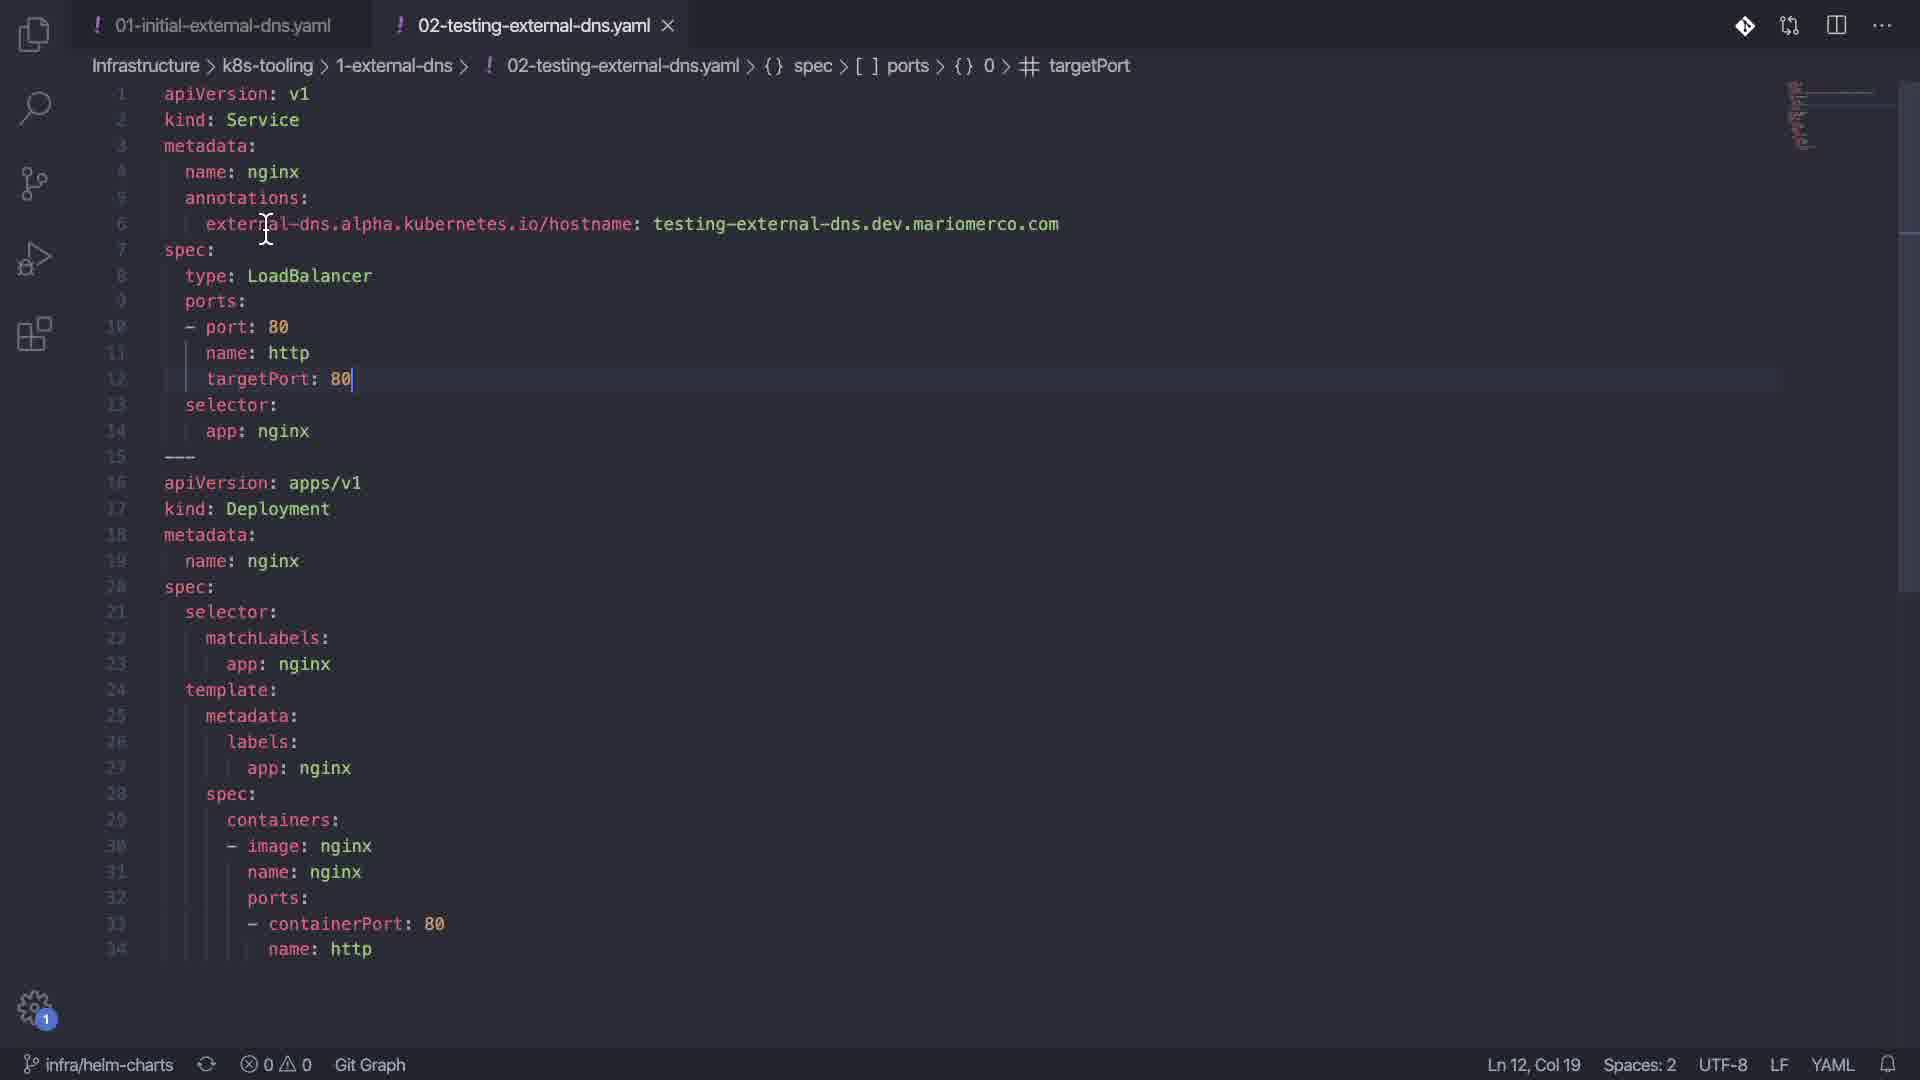 ! 01-initial-external-dns.yaml ! 02-testing-external-dns.yaml ×
Infrastructure > k8s-tooling > 1-external-dns > ! 02-testing-external-dns.yaml > {} spec > [ ] ports > {} 0 > # targetPort
1 apiVersion: v1
2 kind: Service
3 metadata:
4   name: nginx
5   annotations:
6     external-dns.alpha.kubernetes.io/hostname: testing-external-dns.dev.mariomerco.com
7 spec:
8   type: LoadBalancer
9   ports:
10   - port: 80
11     name: http
12     targetPort: 80
13   selector:
14     app: nginx
15 ---
16 apiVersion: apps/v1
17 kind: Deployment
18 metadata:
19   name: nginx
20 spec:
21   selector:
22     matchLabels:
23       app: nginx
24   template:
25     metadata:
26       labels:
27         app: nginx
28     spec:
29       containers:
30       - image: nginx
31         name: nginx
32         ports:
33         - containerPort: 80
34           name: http
1
infra/helm-charts 0 0 Git Graph Ln 12, Col 19 Spaces: 2 UTF-8 LF YAML